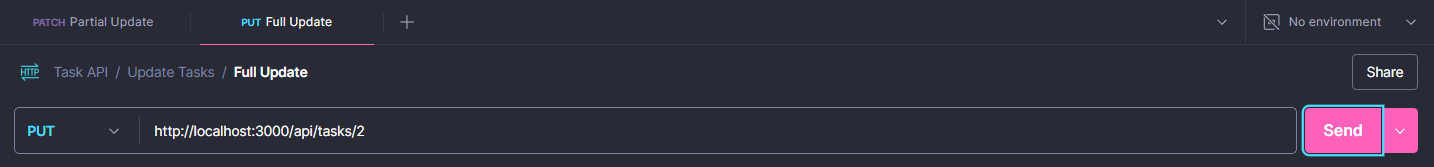 PATCH Partial Update PUT Full Update No environment
HTTP Task API / Update Tasks / Full Update Share
PUT http://localhost:3000/api/tasks/2 Send